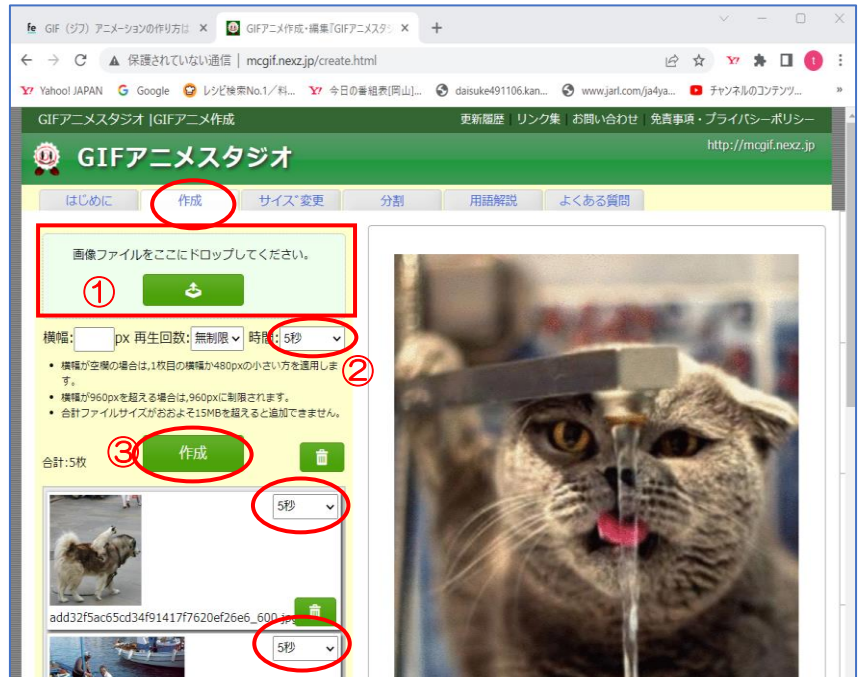 GIF（ジフ）アニメーションの作り方は
GIFアニメ作成・編集『GIFアニメスタジ
保護されていない通信 | mcgif.nexz.jp/create.html
Yahoo! JAPAN Google レシピ検索No.1／料... 今日の番組表[岡山]... daisuke491106.kan... www.jarl.com/ja4ya... チャンネルのコンテンツ... »
GIFアニメスタジオ |GIFアニメ作成 更新履歴 | リンク集 | お問い合わせ | 免責事項・プライバシーポリシー
http://mcgif.nexz.jp
GIFアニメスタジオ
はじめに 作成 サイズ変更 分割 用語解説 よくある質問
画像ファイルをここにドロップしてください。
①
横幅: px 再生回数: 無制限 時間: 5秒
②
• 横幅が空欄の場合は,1枚目の横幅か480pxの小さい方を適用します。
• 横幅が960pxを超える場合は,960pxに制限されます。
• 合計ファイルサイズがおおよそ15MBを超えると追加できません。
③ 作成
合計:5枚
5秒
add32f5ac65cd34f91417f7620ef26e6_600.jpg
5秒